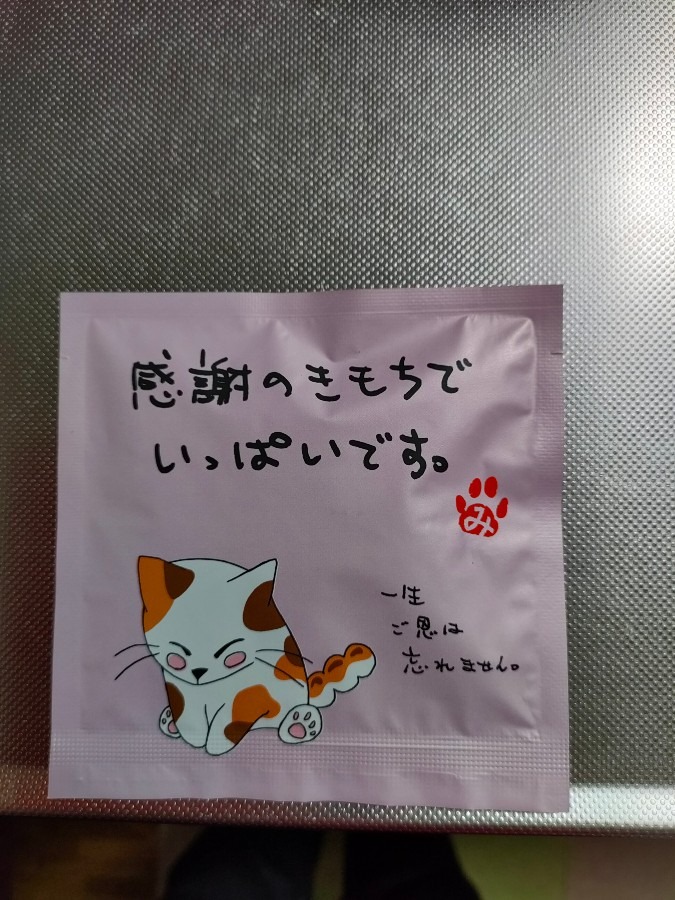 感謝のきもちで
いっぱいです。
み
一生
ご恩は
忘れません。